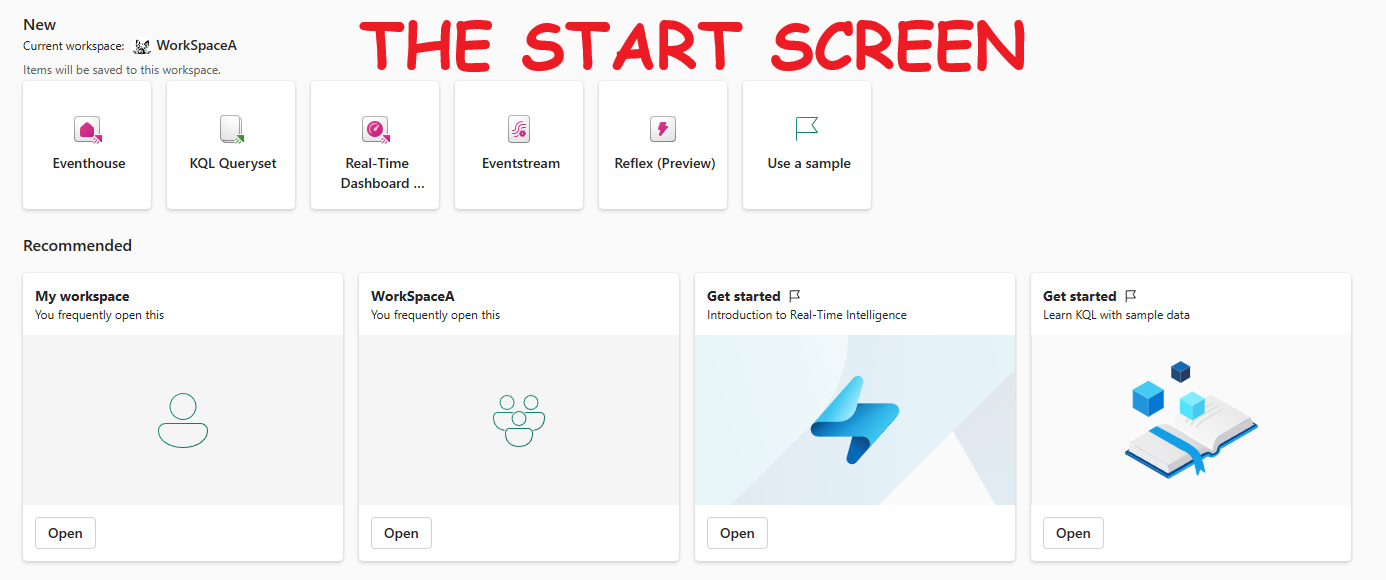 THE START SCREEN
New
Current workspace: WorkSpaceA
Items will be saved to this workspace.
Eventhouse
KQL Queryset
Real-Time
Dashboard ...
Eventstream
Reflex (Preview)
Use a sample
Recommended
My workspace
You frequently open this
Open
WorkSpaceA
You frequently open this
Open
Get started
Introduction to Real-Time Intelligence
Open
Get started
Learn KQL with sample data
Open